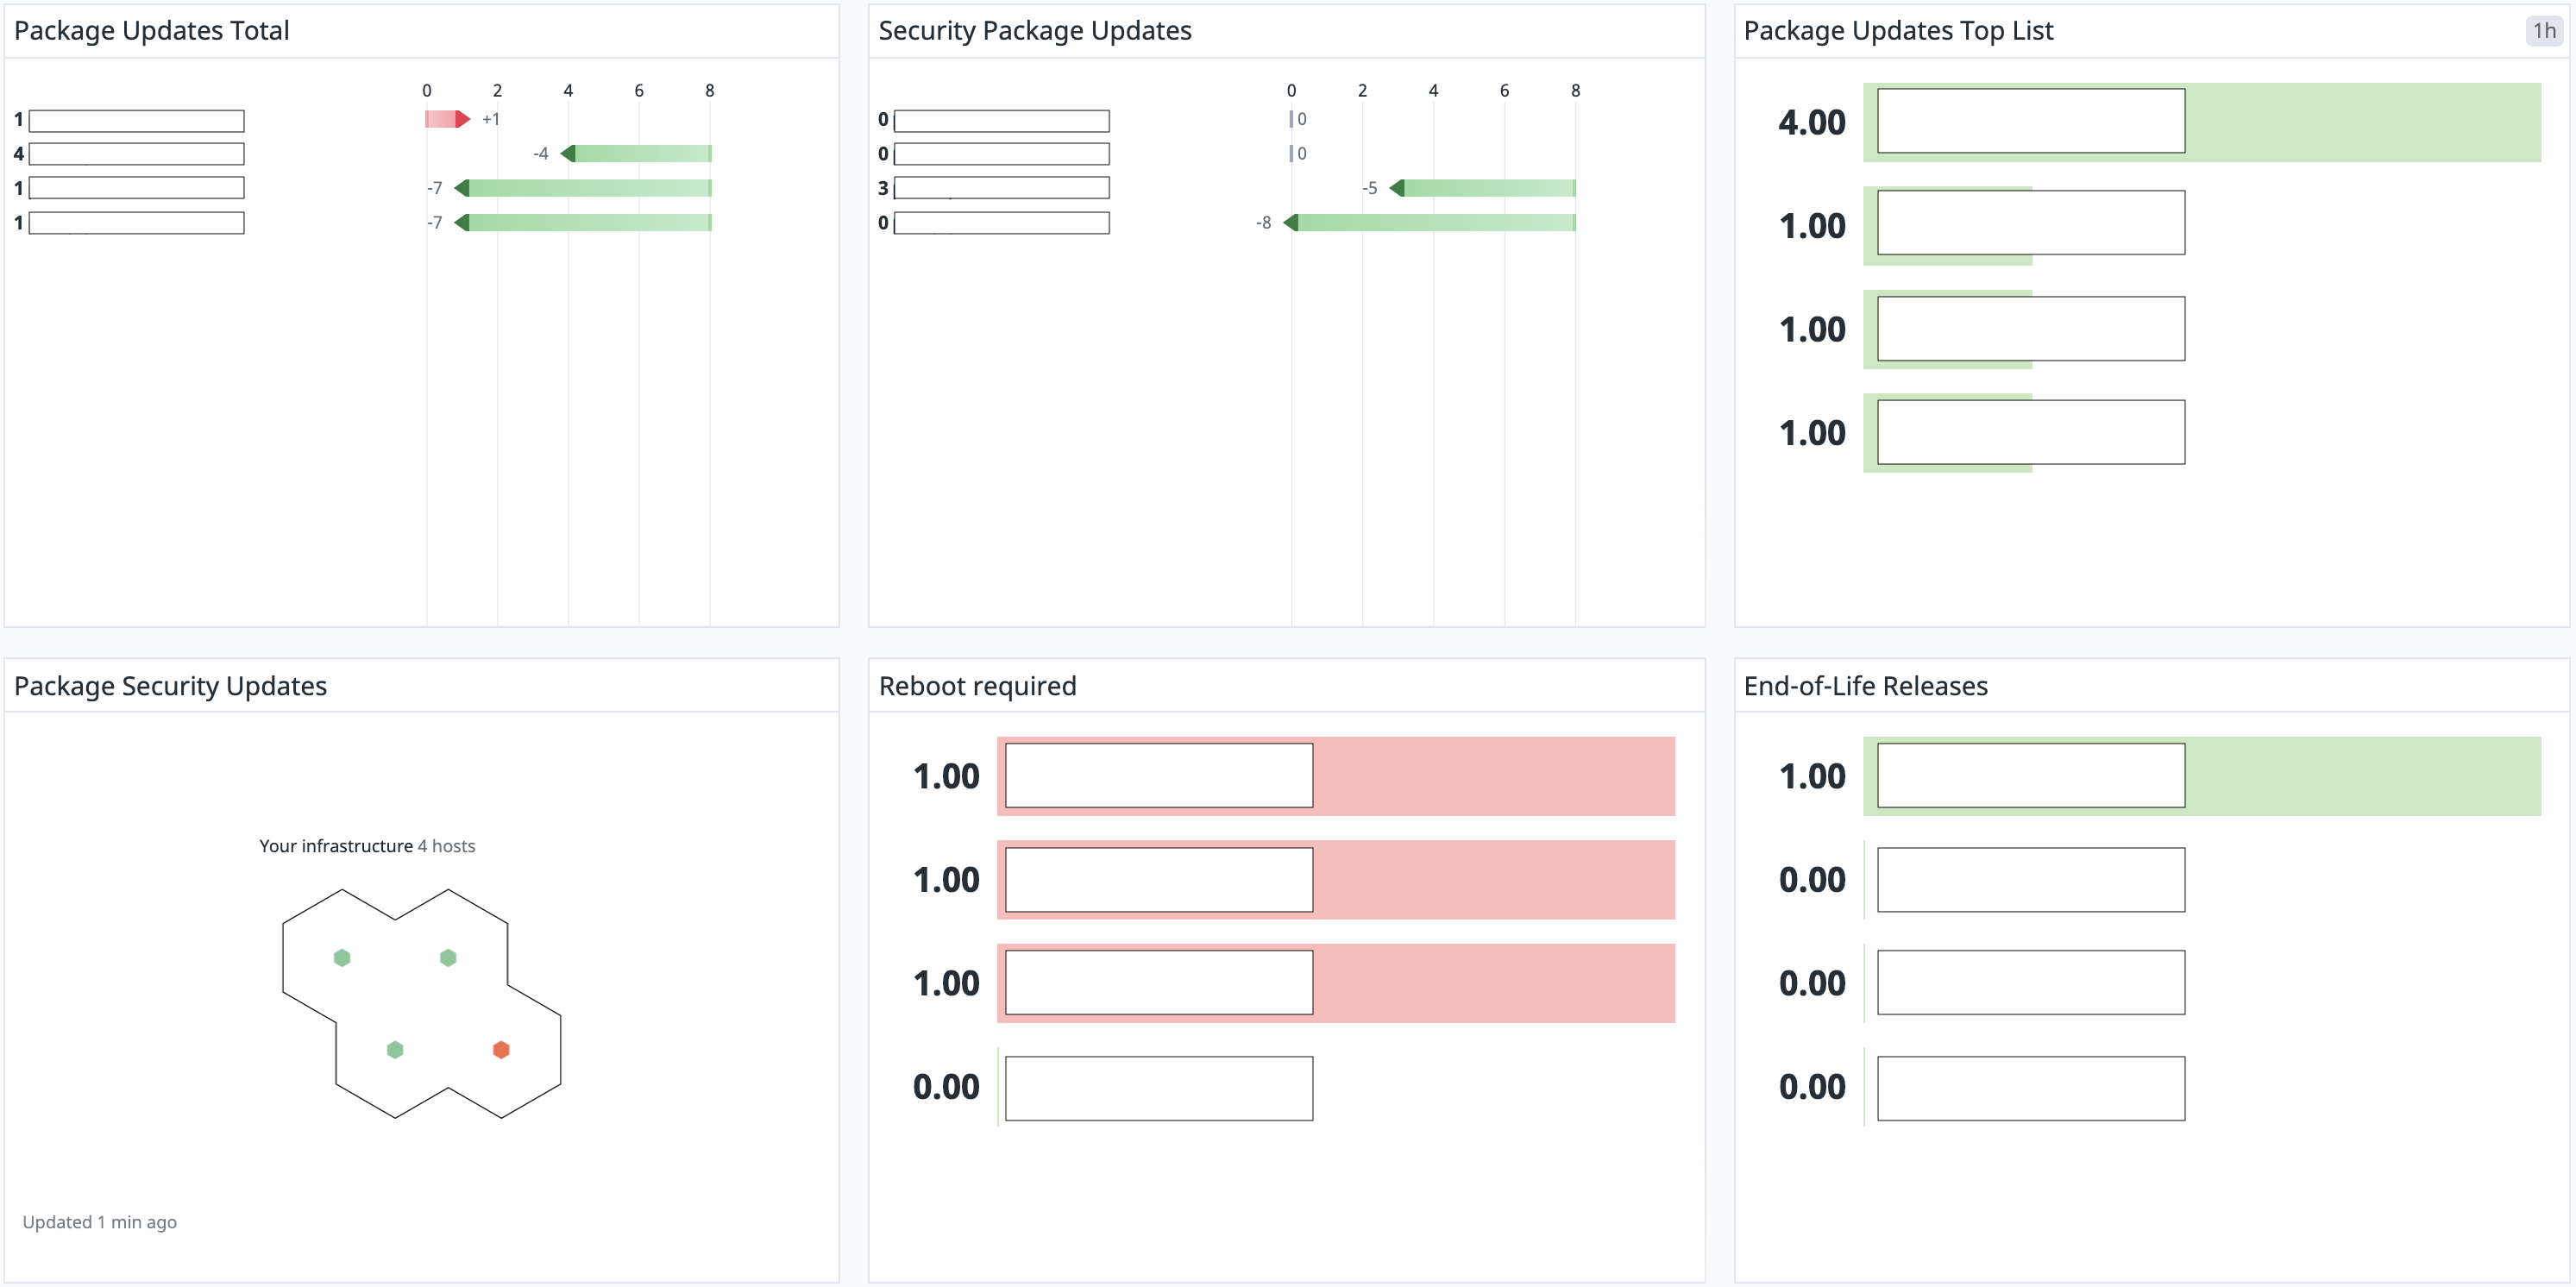 Package Updates Total
0 2 4 6 8
1 +1
4 -4
1 -7
1 -7
Security Package Updates
0 2 4 6 8
0 0
0 0
3 -5
0 -8
Package Updates Top List 1h
4.00
1.00
1.00
1.00
Package Security Updates
Your infrastructure 4 hosts
Updated 1 min ago
Reboot required
1.00
1.00
1.00
0.00
End-of-Life Releases
1.00
0.00
0.00
0.00